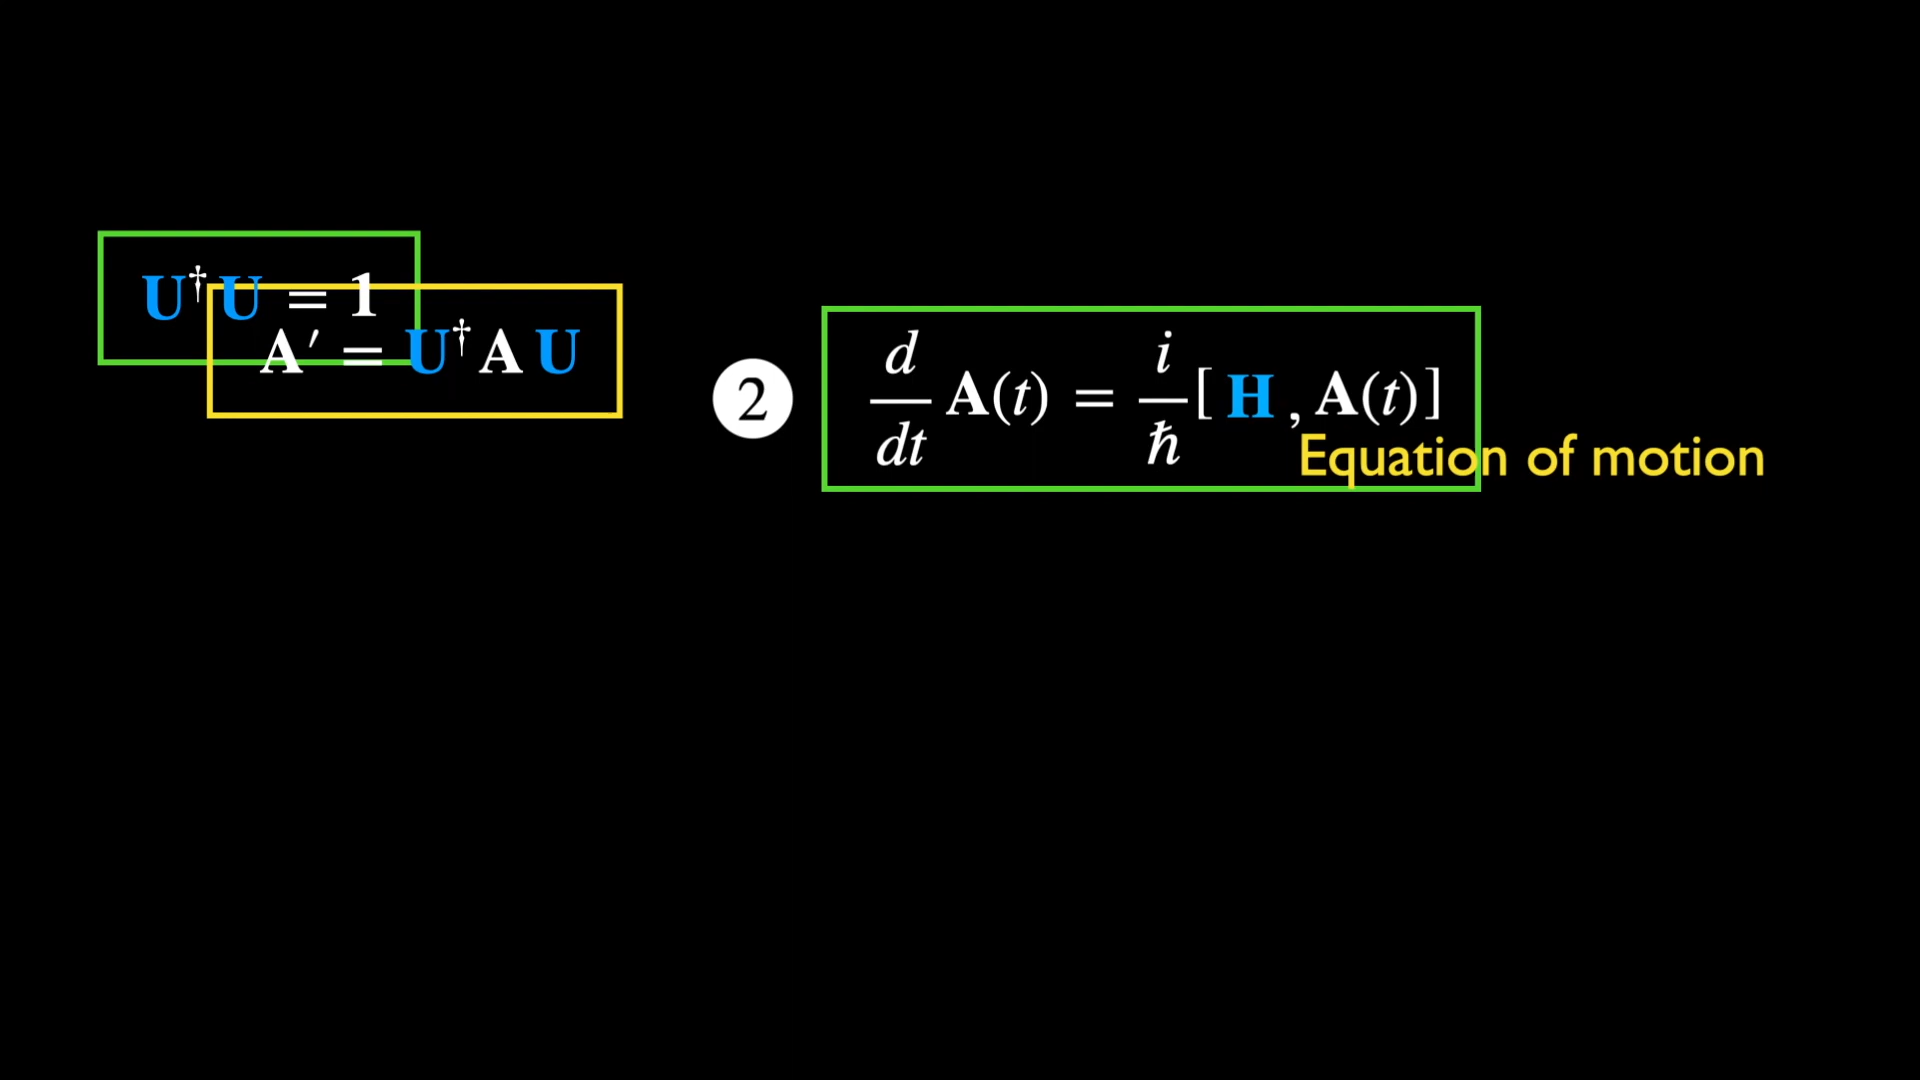 U†U = 1
A′ = U†A U
2
d/dt A(t) = i/ħ [ H , A(t) ]
Equation of motion